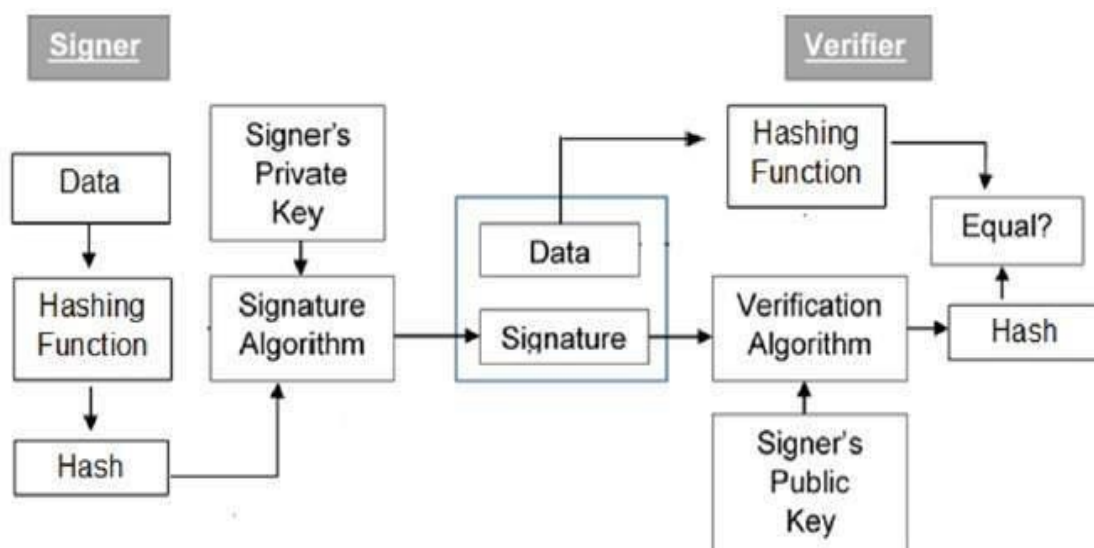 Signer
Verifier
Data
Hashing
Function
Hash
Signer's
Private
Key
Signature
Algorithm
Data
Signature
Hashing
Function
Verification
Algorithm
Signer's
Public
Key
Equal?
Hash